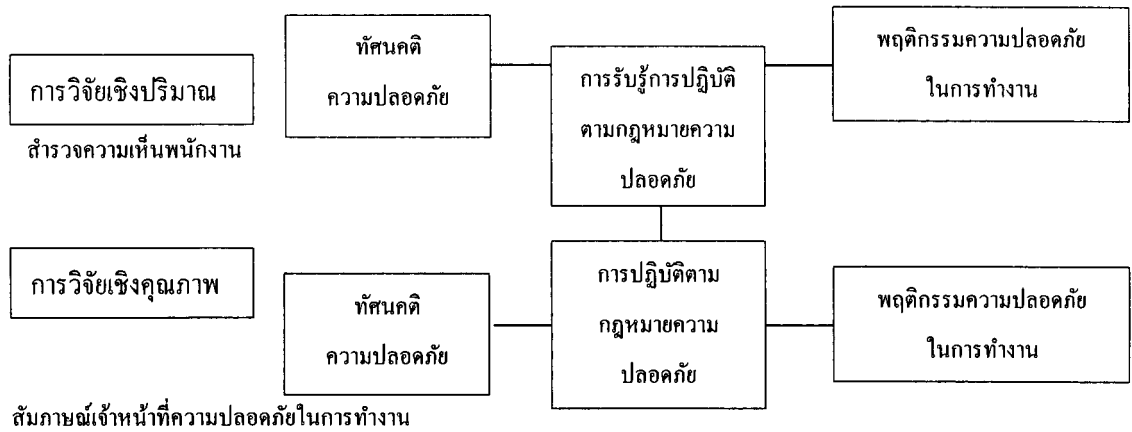 การวิจัยเชิงปริมาณ
สำรวจความเห็นพนักงาน
ทัศนคติ
ความปลอดภัย
การรับรู้การปฏิบัติ
ตามกฎหมายความ
ปลอดภัย
พฤติกรรมความปลอดภัย
ในการทำงาน
การวิจัยเชิงคุณภาพ
ทัศนคติ
ความปลอดภัย
การปฏิบัติตาม
กฎหมายความ
ปลอดภัย
พฤติกรรมความปลอดภัย
ในการทำงาน
สัมภาษณ์เจ้าหน้าที่ความปลอดภัยในการทำงาน